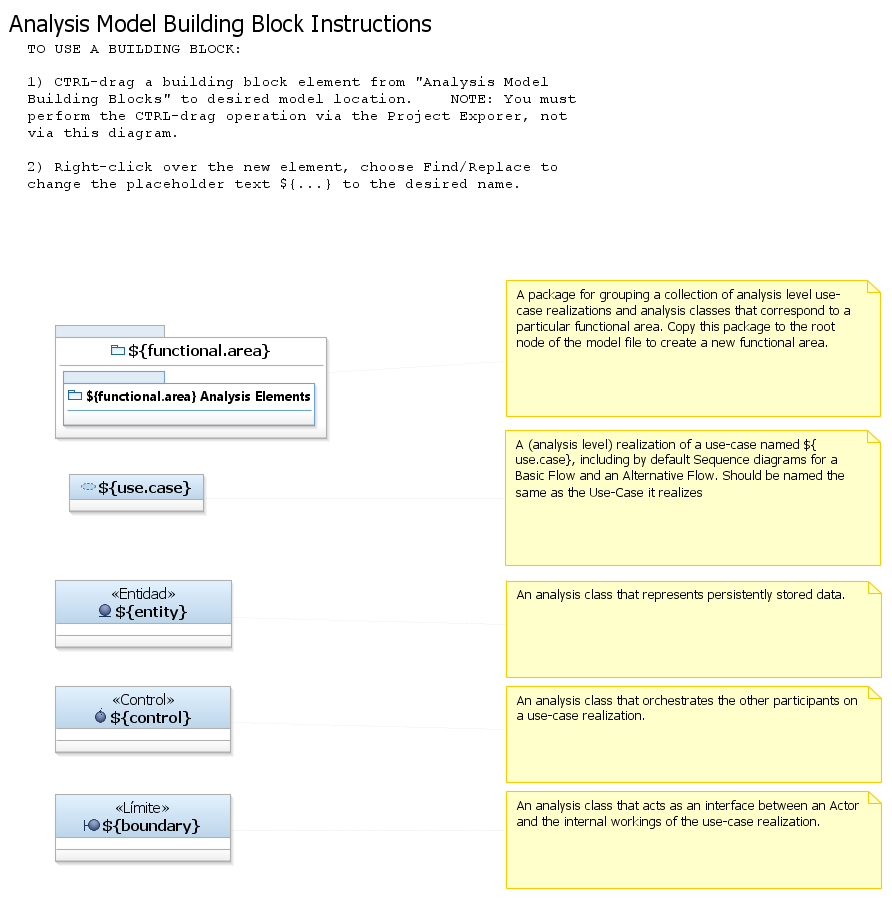 Analysis Model Building Block Instructions
TO USE A BUILDING BLOCK:
1) CTRL-drag a building block element from "Analysis Model
Building Blocks" to desired model location.    NOTE: You must
perform the CTRL-drag operation via the Project Exporer, not
via this diagram.
2) Right-click over the new element, choose Find/Replace to
change the placeholder text ${...} to the desired name.
${functional.area}
${functional.area} Analysis Elements
A package for grouping a collection of analysis level use-
case realizations and analysis classes that correspond to a
particular functional area. Copy this package to the root
node of the model file to create a new functional area.
${use.case}
A (analysis level) realization of a use-case named ${
use.case}, including by default Sequence diagrams for a
Basic Flow and an Alternative Flow. Should be named the
same as the Use-Case it realizes
«Entidad»
${entity}
An analysis class that represents persistently stored data.
«Control»
${control}
An analysis class that orchestrates the other participants on
a use-case realization.
«Límite»
${boundary}
An analysis class that acts as an interface between an Actor
and the internal workings of the use-case realization.